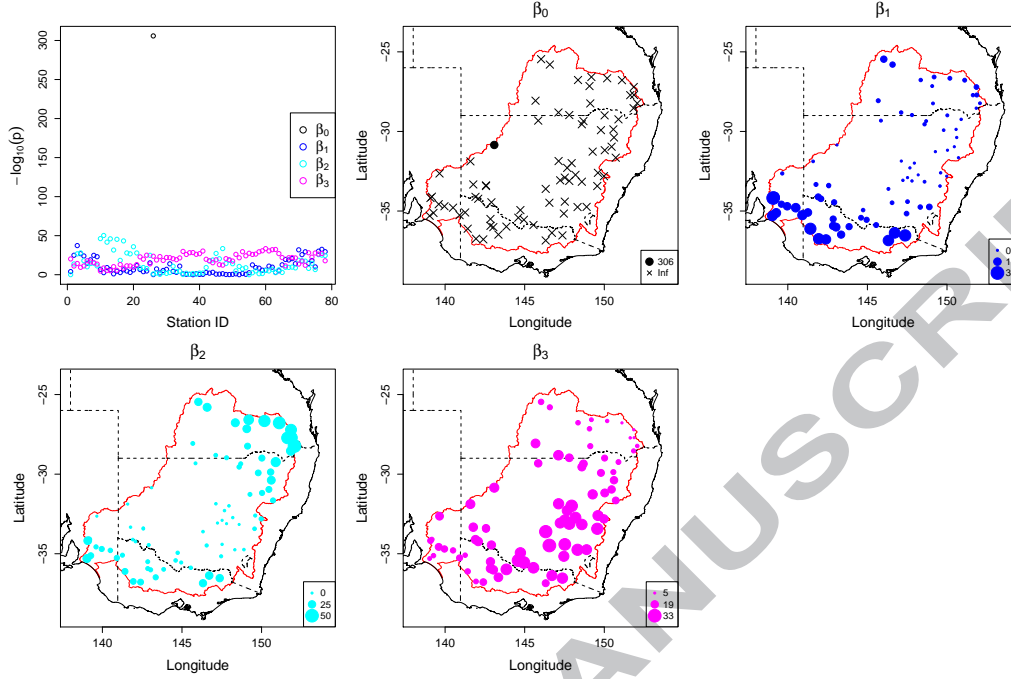 −log₁₀(p)
300
250
200
150
100
50
0
β₀
β₁
β₂
β₃
0 20 40 60 80
Station ID
β₀
Latitude
−25
−30
−35
306
Inf
140 145 150
Longitude
β₁
Latitude
−25
−30
−35
0
140 145 150
Longitude
β₂
Latitude
−25
−30
−35
0
25
50
140 145 150
Longitude
β₃
Latitude
−25
−30
−35
5
19
33
140 145 150
Longitude
ANUSCRI